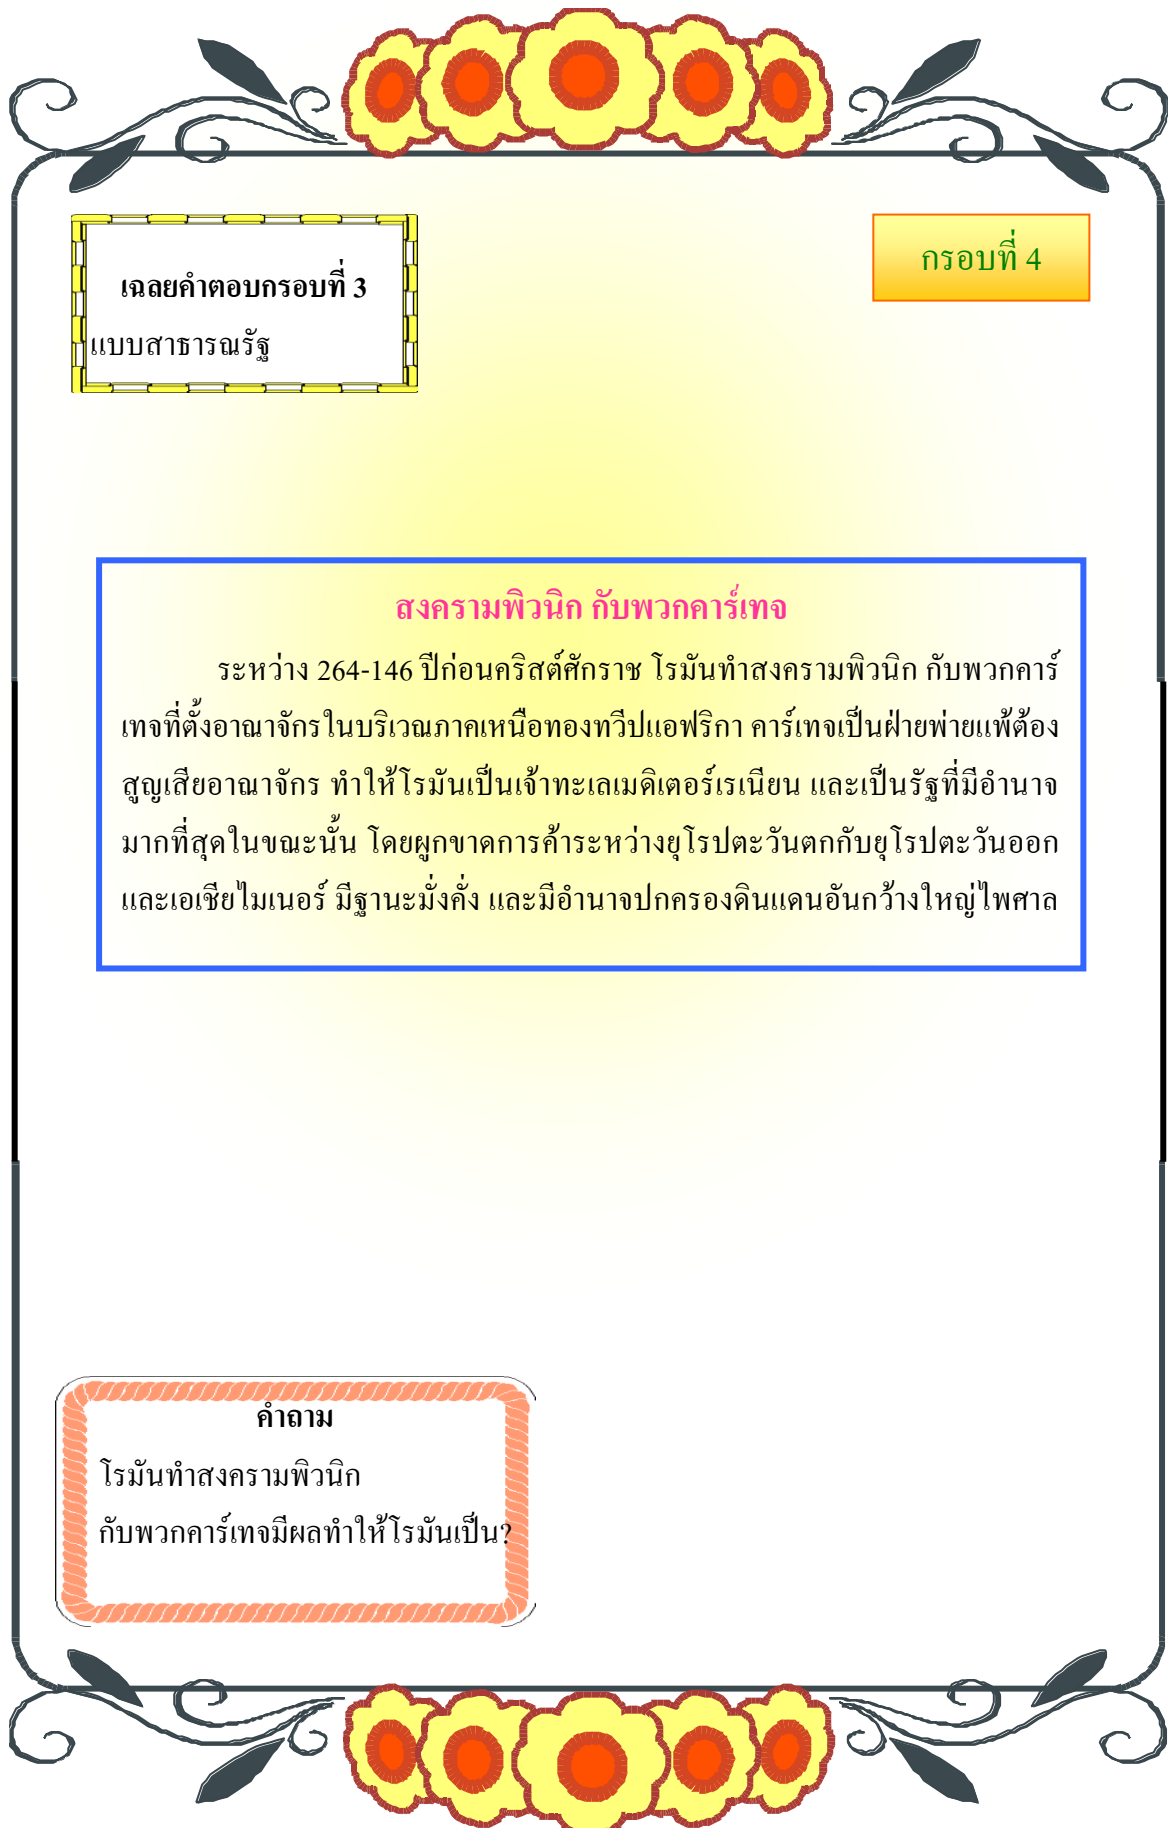 เฉลยคำตอบกรอบที่ 3
แบบสาธารณรัฐ
กรอบที่ 4
สงครามพิวนิก กับพวกคาร์เทจ
ระหว่าง 264-146 ปีก่อนคริสต์ศักราช โรมันทำสงครามพิวนิก กับพวกคาร์
เทจที่ตั้งอาณาจักรในบริเวณภาคเหนือทองทวีปแอฟริกา คาร์เทจเป็นฝ่ายพ่ายแพ้ต้อง
สูญเสียอาณาจักร ทำให้โรมันเป็นเจ้าทะเลเมดิเตอร์เรเนียน และเป็นรัฐที่มีอำนาจ
มากที่สุดในขณะนั้น โดยผูกขาดการค้าระหว่างยุโรปตะวันตกกับยุโรปตะวันออก
และเอเชียไมเนอร์ มีฐานะมั่งคั่ง และมีอำนาจปกครองดินแดนอันกว้างใหญ่ไพศาล
คำถาม
โรมันทำสงครามพิวนิก
กับพวกคาร์เทจมีผลทำให้โรมันเป็น?